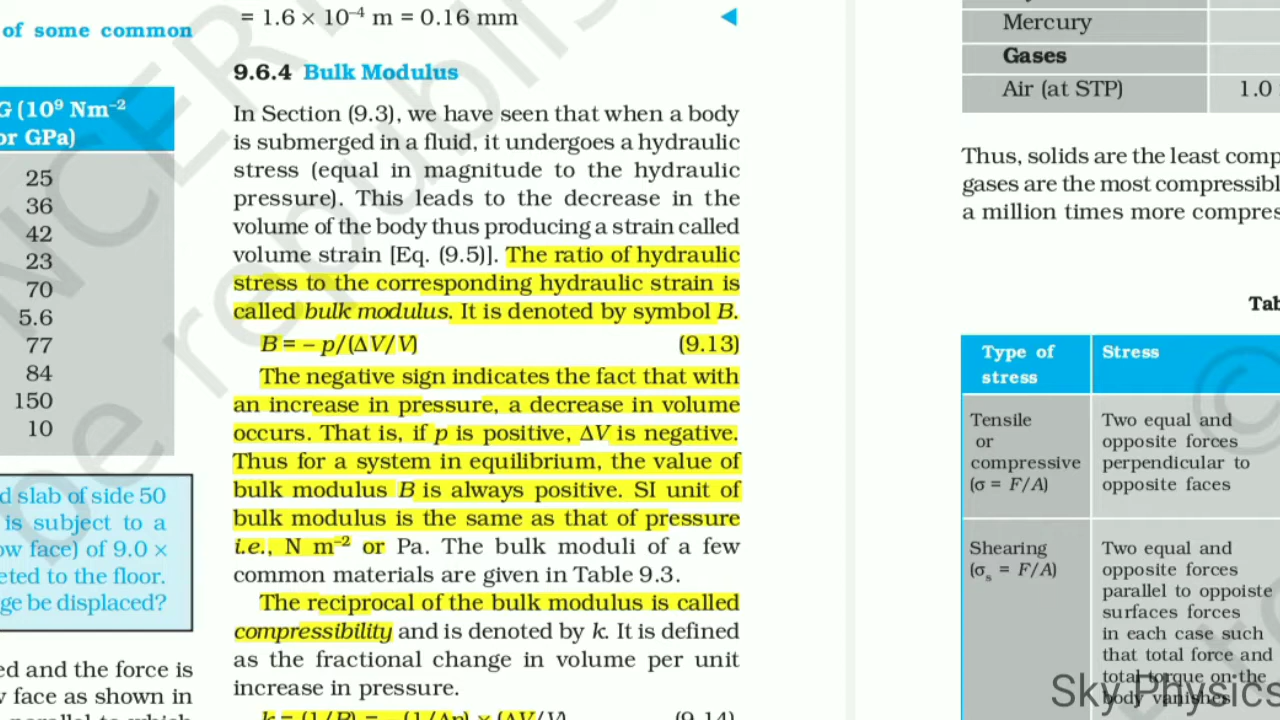 of some common
G (10⁹ Nm⁻²
or GPa)
25
36
42
23
70
5.6
77
84
150
10
d slab of side 50
is subject to a
ow face) of 9.0 ×
eted to the floor.
ge be displaced?
ed and the force is
face as shown in
= 1.6 × 10⁻⁴ m = 0.16 mm
9.6.4 Bulk Modulus
In Section (9.3), we have seen that when a body
is submerged in a fluid, it undergoes a hydraulic
stress (equal in magnitude to the hydraulic
pressure). This leads to the decrease in the
volume of the body thus producing a strain called
volume strain [Eq. (9.5)]. The ratio of hydraulic
stress to the corresponding hydraulic strain is
called bulk modulus. It is denoted by symbol B.
B = – p/(ΔV/V) (9.13)
The negative sign indicates the fact that with
an increase in pressure, a decrease in volume
occurs. That is, if p is positive, ΔV is negative.
Thus for a system in equilibrium, the value of
bulk modulus B is always positive. SI unit of
bulk modulus is the same as that of pressure
i.e., N m⁻² or Pa. The bulk moduli of a few
common materials are given in Table 9.3.
The reciprocal of the bulk modulus is called
compressibility and is denoted by k. It is defined
as the fractional change in volume per unit
increase in pressure.
k = (1/B) = – (1/Δp) × (ΔV/V) (9.14)
Mercury
Gases
Air (at STP) 1.0
Thus, solids are the least comp
gases are the most compressibl
a million times more compres
Tab
Type of
stress
Stress
Tensile
or
compressive
(σ = F/A)
Two equal and
opposite forces
perpendicular to
opposite faces
Shearing
(σₛ = F/A)
Two equal and
opposite forces
parallel to oppoiste
surfaces forces
in each case such
that total force and
total torque on the
body vanishes
Sky Physics
NCERT
be republis
©